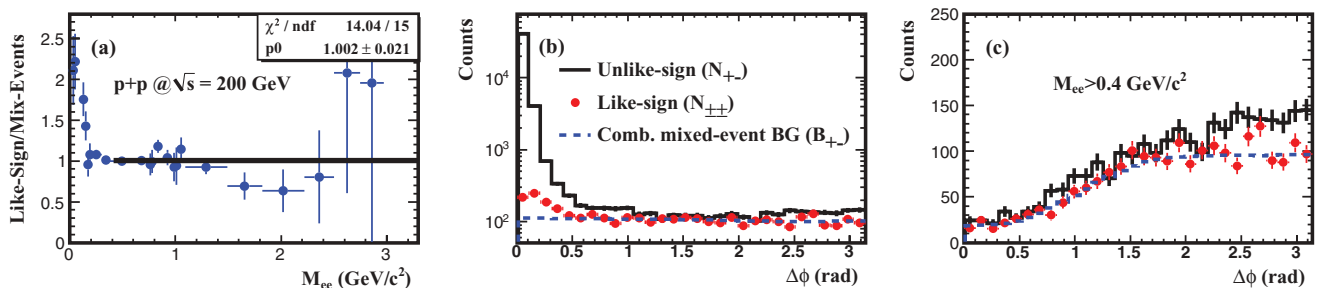 Like-Sign/Mix-Events
2.5
2
1.5
1
0.5
0
(a)
p+p @√s = 200 GeV
χ² / ndf 14.04 / 15
p0 1.002 ± 0.021
0 1 2 3
M_ee (GeV/c²)
Counts
10⁴
10³
10²
(b)
Unlike-sign (N₊₋)
Like-sign (N_±±)
Comb. mixed-event BG (B₊₋)
0 0.5 1 1.5 2 2.5 3
Δϕ (rad)
Counts
250
200
150
100
50
0
(c)
M_ee>0.4 GeV/c²
0 0.5 1 1.5 2 2.5 3
Δϕ (rad)